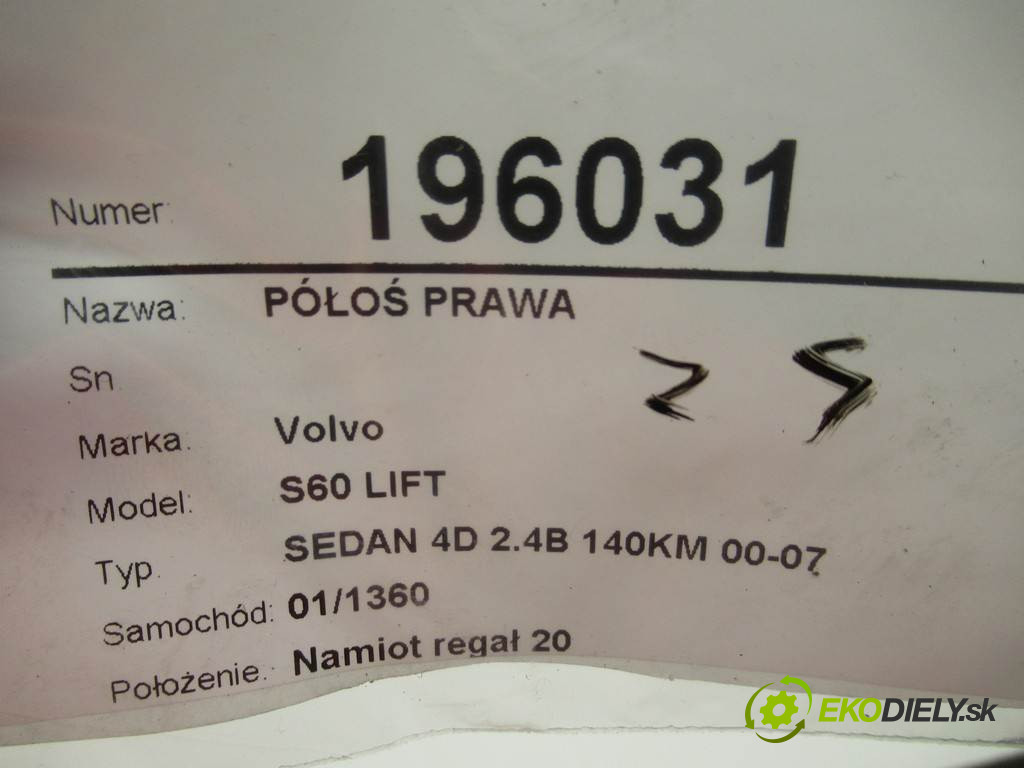 Numer: 196031
Nazwa: PÓŁOŚ PRAWA
Sn
25
Marka: Volvo
Model: S60 LIFT
Typ: SEDAN 4D 2.4B 140KM 00-07
Samochód: 01/1360
Położenie: Namiot regał 20
EKODIELY.sk